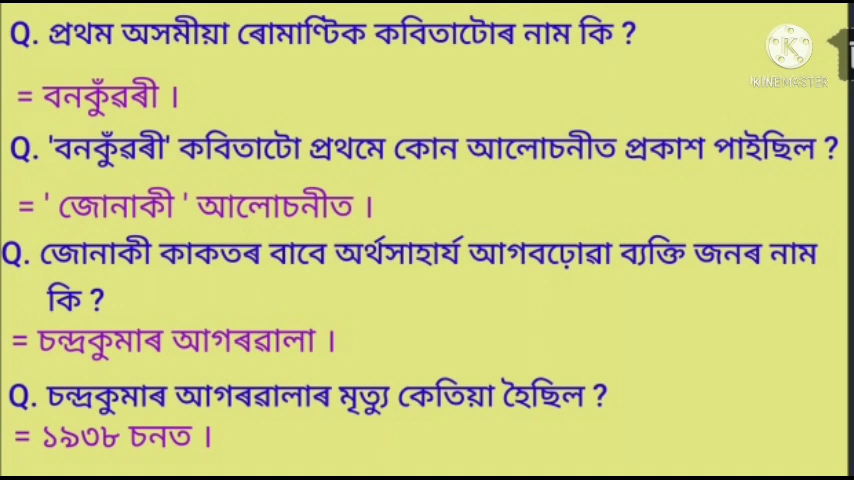 Q. প্ৰথম অসমীয়া ৰোমাণ্টিক কবিতাটোৰ নাম কি ?
KINEMASTER
= বনকুঁৱৰী ।
Q. 'বনকুঁৱৰী' কবিতাটো প্ৰথমে কোন আলোচনীত প্ৰকাশ পাইছিল ?
= ' জোনাকী ' আলোচনীত ।
Q. জোনাকী কাকতৰ বাবে অৰ্থসাহাৰ্য আগবঢ়োৱা ব্যক্তি জনৰ নাম
কি ?
= চন্দ্ৰকুমাৰ আগৰৱালা ।
Q. চন্দ্ৰকুমাৰ আগৰৱালাৰ মৃত্যু কেতিয়া হৈছিল ?
= ১৯৩৮ চনত ।